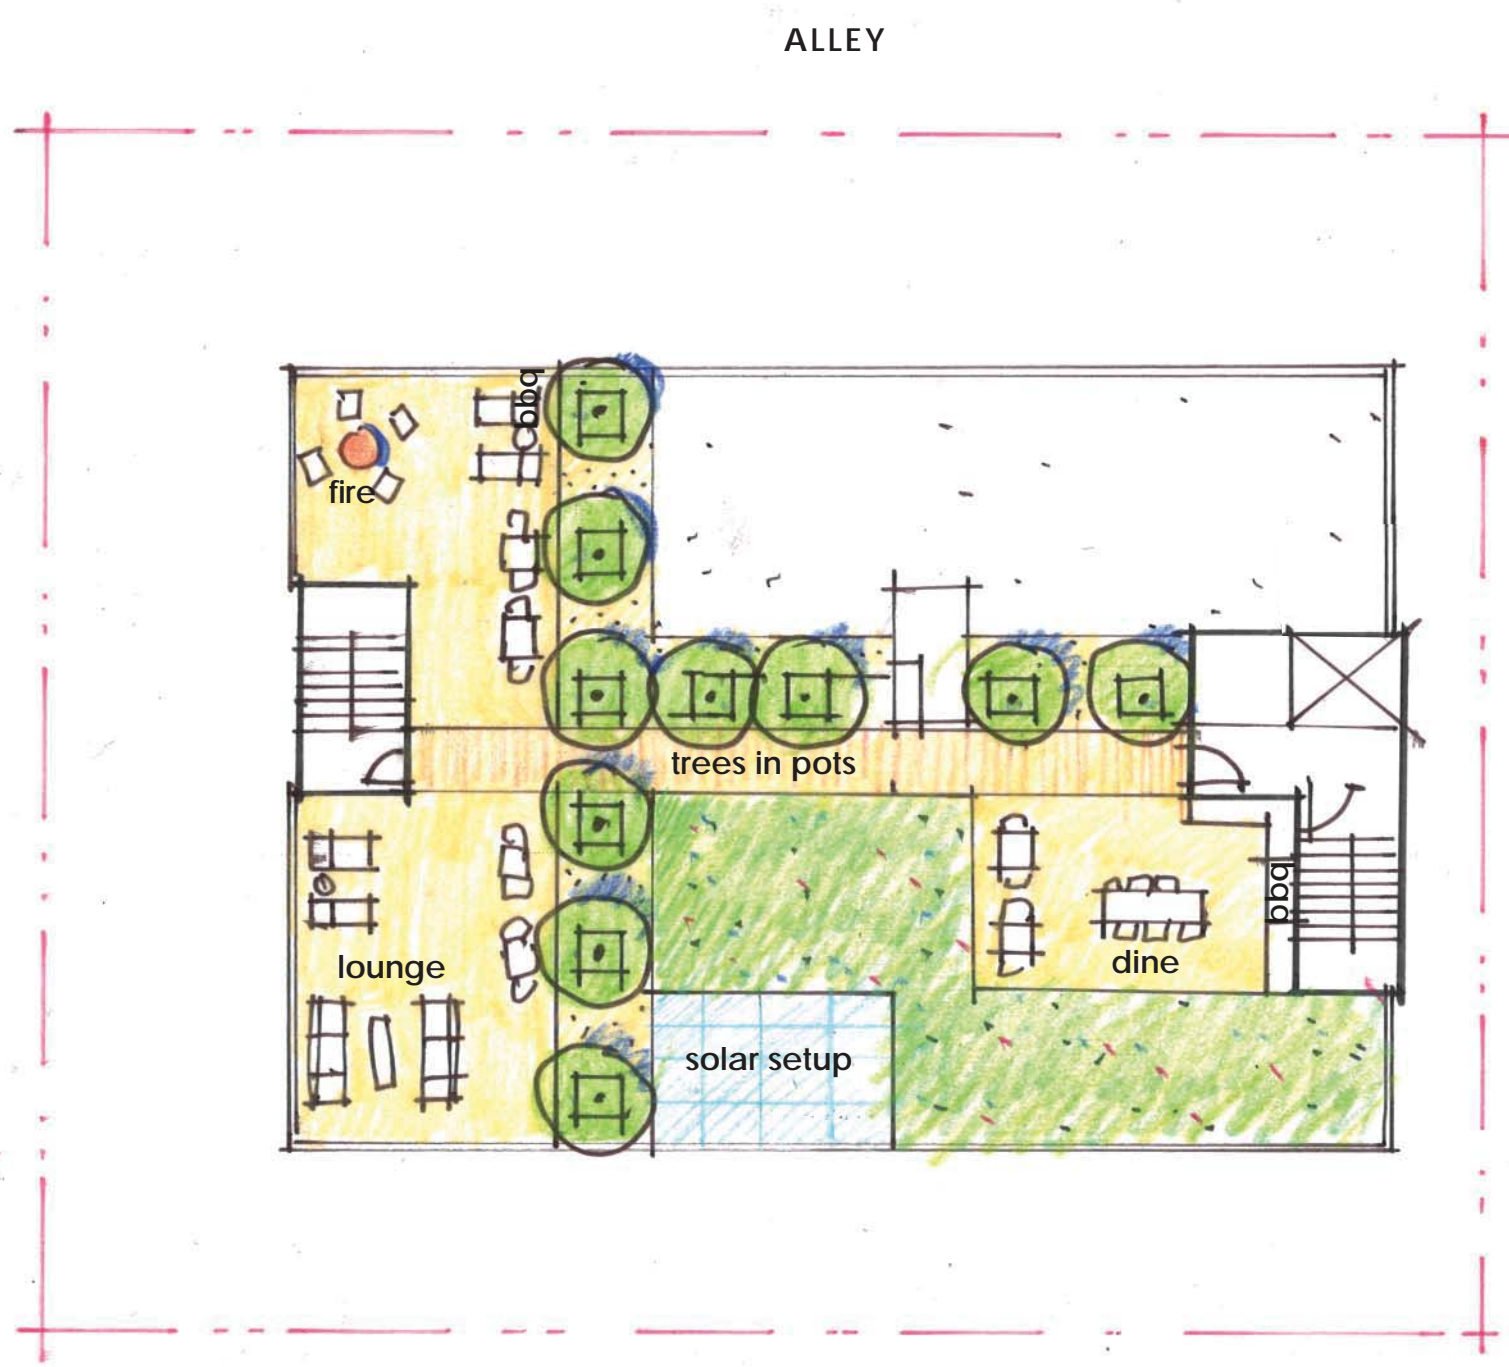 ALLEY
bbq
fire
trees in pots
bbq
lounge
dine
solar setup